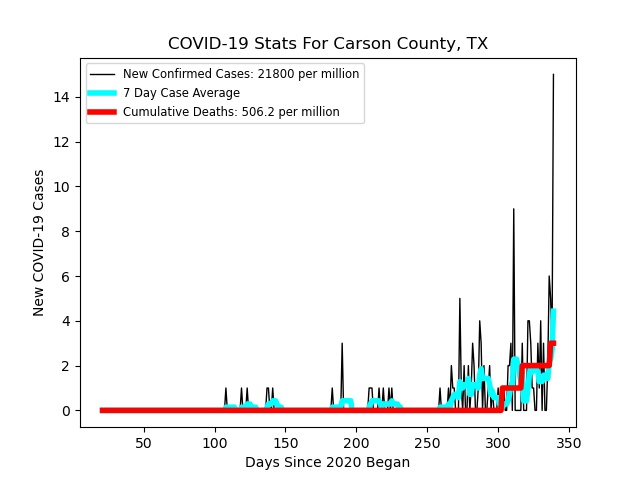 COVID-19 Stats For Carson County, TX
New Confirmed Cases: 21800 per million
7 Day Case Average
Cumulative Deaths: 506.2 per million
New COVID-19 Cases
14
12
10
8
6
4
2
0
50 100 150 200 250 300 350
Days Since 2020 Began